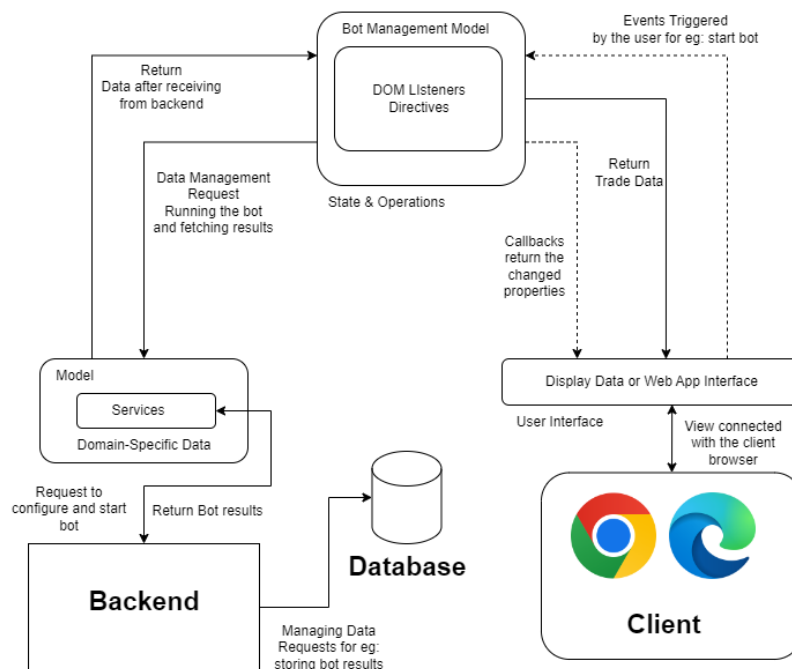 Bot Management Model
Events Triggered
by the user for eg: start bot
DOM LIsteners
Directives
Return
Data after receiving
from backend
Data Management
Request
Running the bot
and fetching results
State & Operations
Return
Trade Data
Callbacks
return the
changed
properties
Model
Services
Domain-Specific Data
Display Data or Web App Interface
User Interface
View connected
with the client
browser
Request to
configure and start
bot
Return Bot results
Database
Backend
Managing Data
Requests for eg:
storing bot results
Client